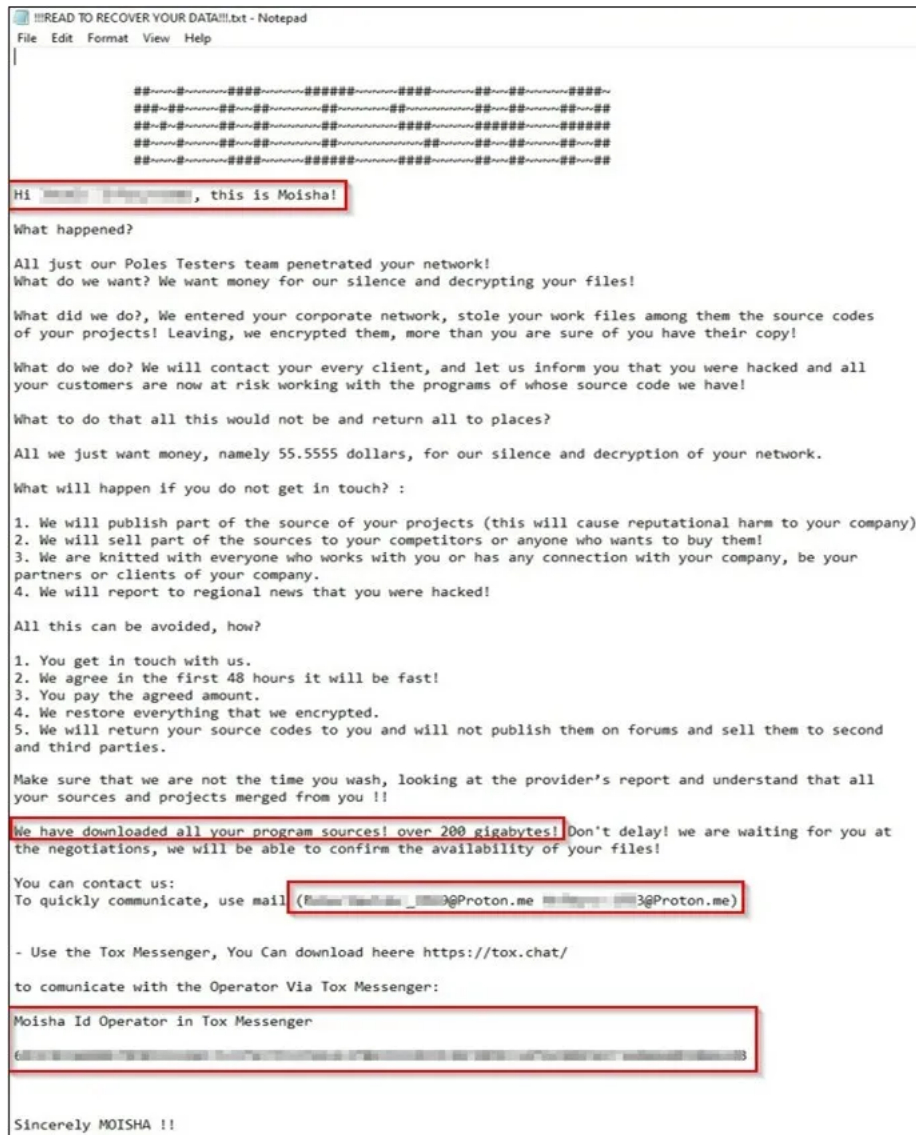 !!!READ TO RECOVER YOUR DATA!!!.txt - Notepad
File Edit Format View Help
##~~~#~~~~~####~~~~~######~~~~~####~~~~~##~~##~~~~~####~
###~##~~~~##~~##~~~~~~##~~~~~~##~~~~~~~~##~~##~~~~##~~##
##~#~#~~~~##~~##~~~~~~##~~~~~~~####~~~~~######~~~~######
##~~~#~~~~##~~##~~~~~~##~~~~~~~~~~##~~~~##~~##~~~~##~~##
##~~~#~~~~~####~~~~~######~~~~~####~~~~~##~~##~~~~##~~##
Hi , this is Moisha!
What happened?
All just our Poles Testers team penetrated your network!
What do we want? We want money for our silence and decrypting your files!
What did we do?, We entered your corporate network, stole your work files among them the source codes
of your projects! Leaving, we encrypted them, more than you are sure of you have their copy!
What do we do? We will contact your every client, and let us inform you that you were hacked and all
your customers are now at risk working with the programs of whose source code we have!
What to do that all this would not be and return all to places?
All we just want money, namely 55.5555 dollars, for our silence and decryption of your network.
What will happen if you do not get in touch? :
1. We will publish part of the source of your projects (this will cause reputational harm to your company)
2. We will sell part of the sources to your competitors or anyone who wants to buy them!
3. We are knitted with everyone who works with you or has any connection with your company, be your
partners or clients of your company.
4. We will report to regional news that you were hacked!
All this can be avoided, how?
1. You get in touch with us.
2. We agree in the first 48 hours it will be fast!
3. You pay the agreed amount.
4. We restore everything that we encrypted.
5. We will return your source codes to you and will not publish them on forums and sell them to second
and third parties.
Make sure that we are not the time you wash, looking at the provider's report and understand that all
your sources and projects merged from you !!
We have downloaded all your program sources! over 200 gigabytes! Don't delay! we are waiting for you at
the negotiations, we will be able to confirm the availability of your files!
You can contact us:
To quickly communicate, use mail (@Proton.me 3@Proton.me)
- Use the Tox Messenger, You Can download heere https://tox.chat/
to comunicate with the Operator Via Tox Messenger:
Moisha Id Operator in Tox Messenger
Sincerely MOISHA !!